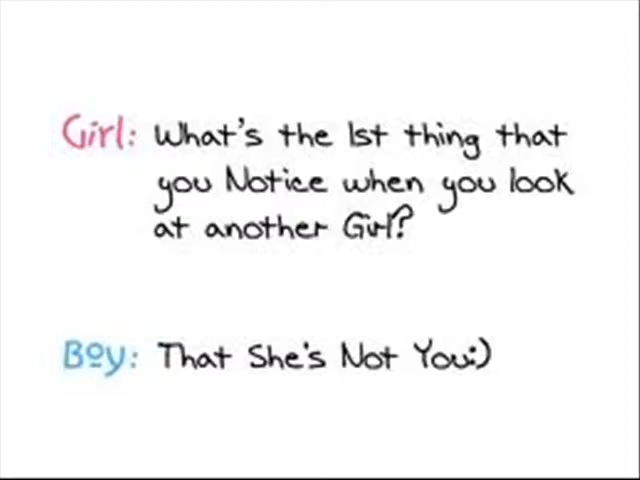 Girl: What's the 1st thing that
you Notice when you look
at another Girl?
Boy: That She's Not You:)